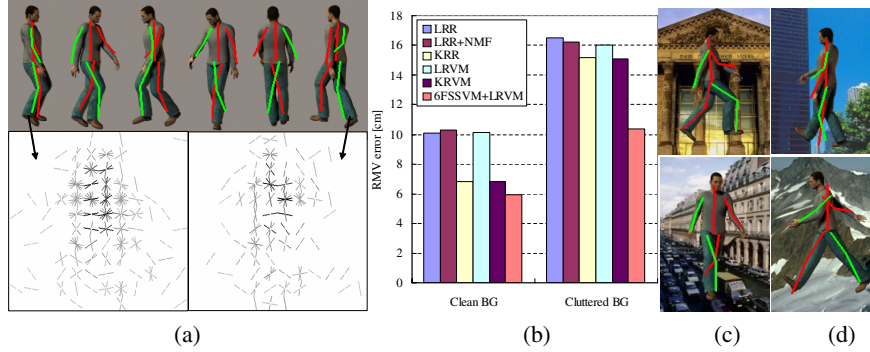 18
16
14
12
10
8
6
4
2
0
RMV error [cm]
LRR
LRR+NMF
KRR
LRVM
KRVM
6FSSVM+LRVM
Clean BG
Cluttered BG
(a)
(b)
(c)
(d)